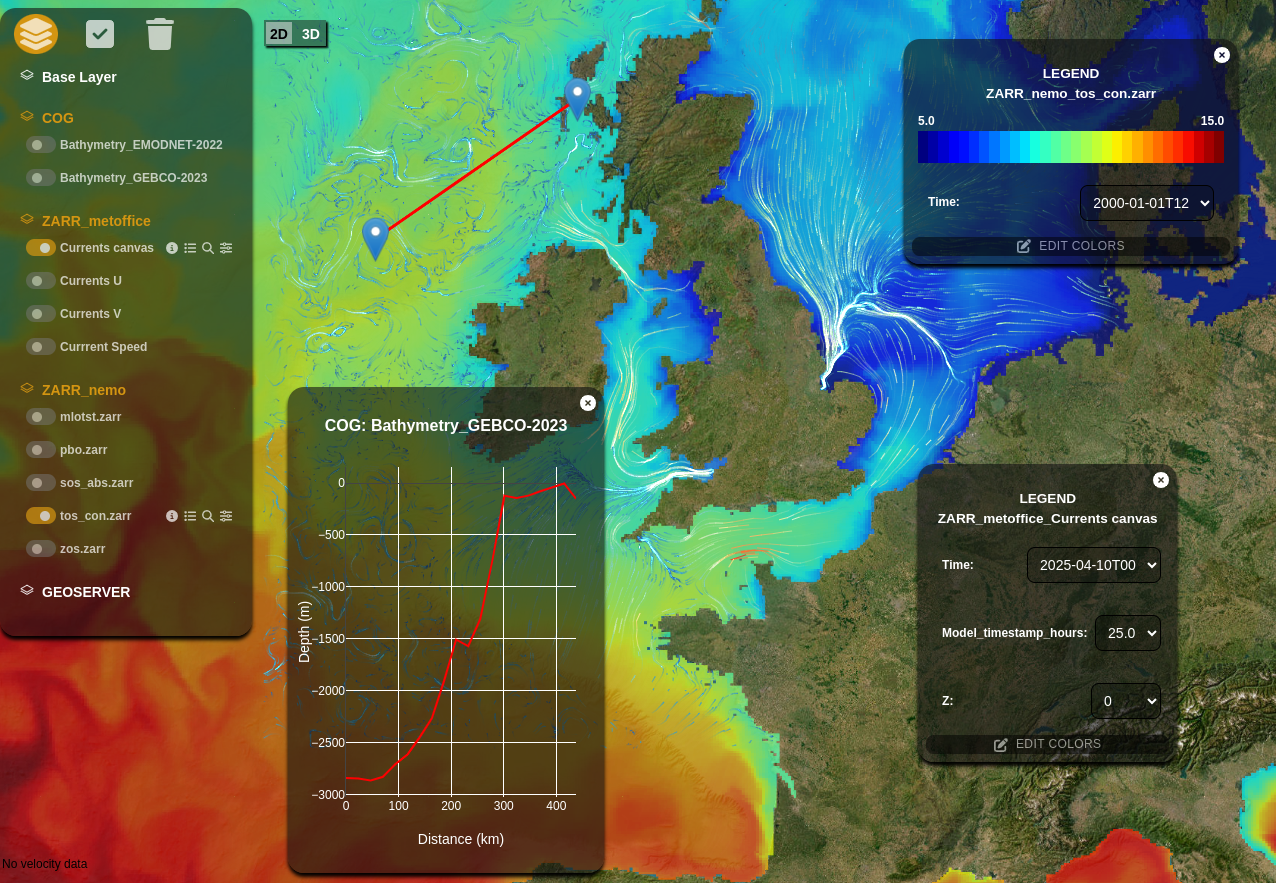 2D 3D
Base Layer
COG
Bathymetry_EMODNET-2022
Bathymetry_GEBCO-2023
ZARR_metoffice
Currents canvas
Currents U
Currents V
Currrent Speed
ZARR_nemo
mlotst.zarr
pbo.zarr
sos_abs.zarr
tos_con.zarr
zos.zarr
GEOSERVER
No velocity data
COG: Bathymetry_GEBCO-2023
0
−500
−1000
−1500
−2000
−2500
−3000
Depth (m)
0 100 200 300 400
Distance (km)
LEGEND
ZARR_nemo_tos_con.zarr
5.0 15.0
Time: 2000-01-01T12
EDIT COLORS
LEGEND
ZARR_metoffice_Currents canvas
Time: 2025-04-10T00
Model_timestamp_hours: 25.0
Z: 0
EDIT COLORS